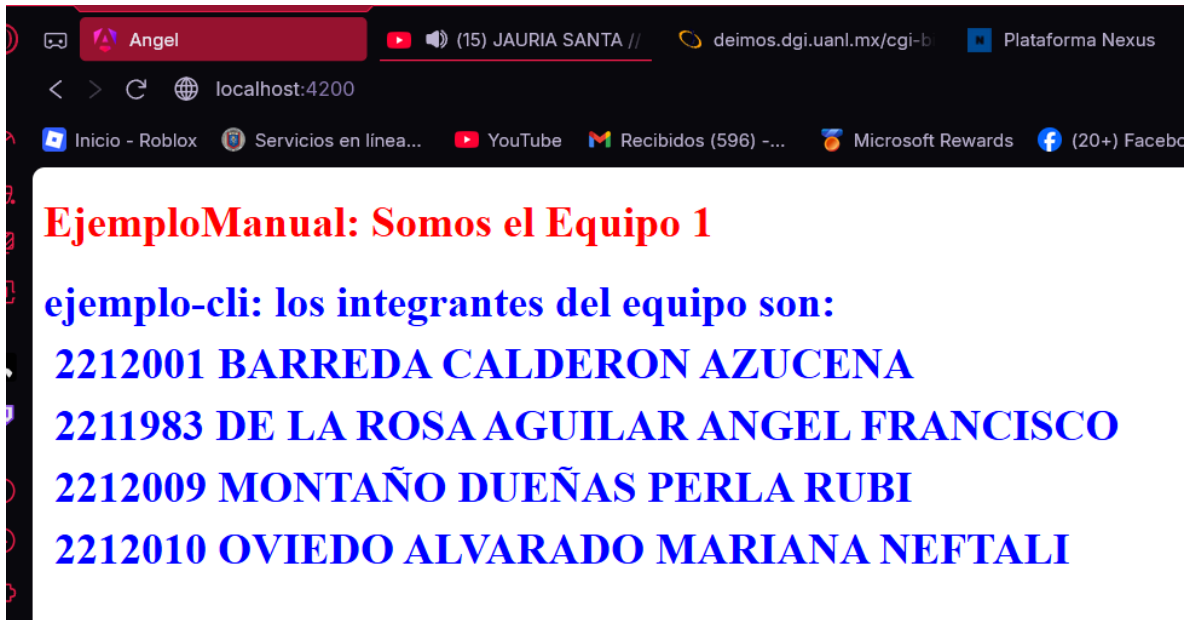 Angel
(15) JAURIA SANTA //
deimos.dgi.uanl.mx/cgi-b
Plataforma Nexus
localhost:4200
Inicio - Roblox
Servicios en línea...
YouTube
Recibidos (596) -...
Microsoft Rewards
(20+) Facebo
EjemploManual: Somos el Equipo 1
ejemplo-cli: los integrantes del equipo son:
2212001 BARREDA CALDERON AZUCENA
2211983 DE LA ROSA AGUILAR ANGEL FRANCISCO
2212009 MONTAÑO DUEÑAS PERLA RUBI
2212010 OVIEDO ALVARADO MARIANA NEFTALI